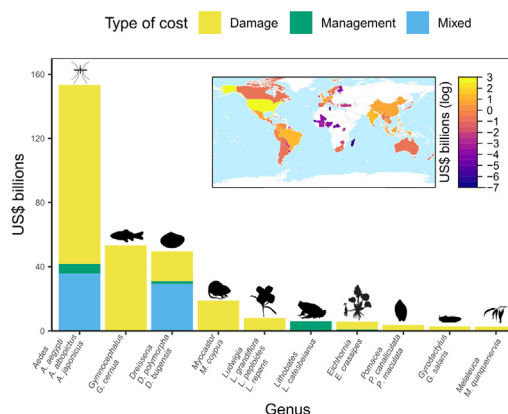 Type of cost Damage Management Mixed
160
120
80
40
0
US$ billions
3
2
1
0
−1
−2
−3
−4
−5
−6
−7
US$ billions (log)
Aedes
A. aegypti
A. albopictus
A. japonicus
Gymnocephalus
G. cernua
Dreissena
D. polymorpha
D. bugensis
Myocastor
M. coypus
Ludwigia
L. grandiflora
L. peploides
L. repens
Lithobates
L. catesbeianus
Eichhornia
E. crassipes
Pomacea
P. canaliculata
P. maculata
Gyrodactylus
G. salaris
Melaleuca
M. quinquenervia
Genus